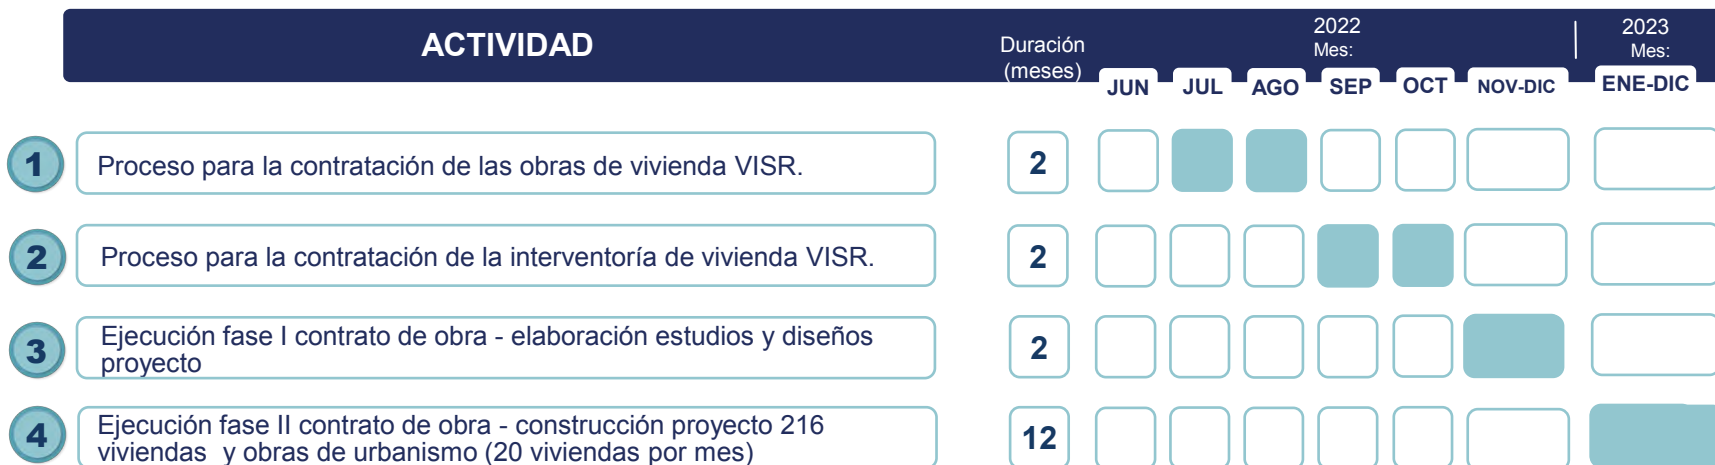 ACTIVIDAD
Duración
(meses)
2022
Mes:
2023
Mes:
JUN JUL AGO SEP OCT NOV-DIC ENE-DIC
1 Proceso para la contratación de las obras de vivienda VISR. 2
2 Proceso para la contratación de la interventoría de vivienda VISR. 2
3 Ejecución fase I contrato de obra - elaboración estudios y diseños
proyecto 2
4 Ejecución fase II contrato de obra - construcción proyecto 216
viviendas y obras de urbanismo (20 viviendas por mes) 12